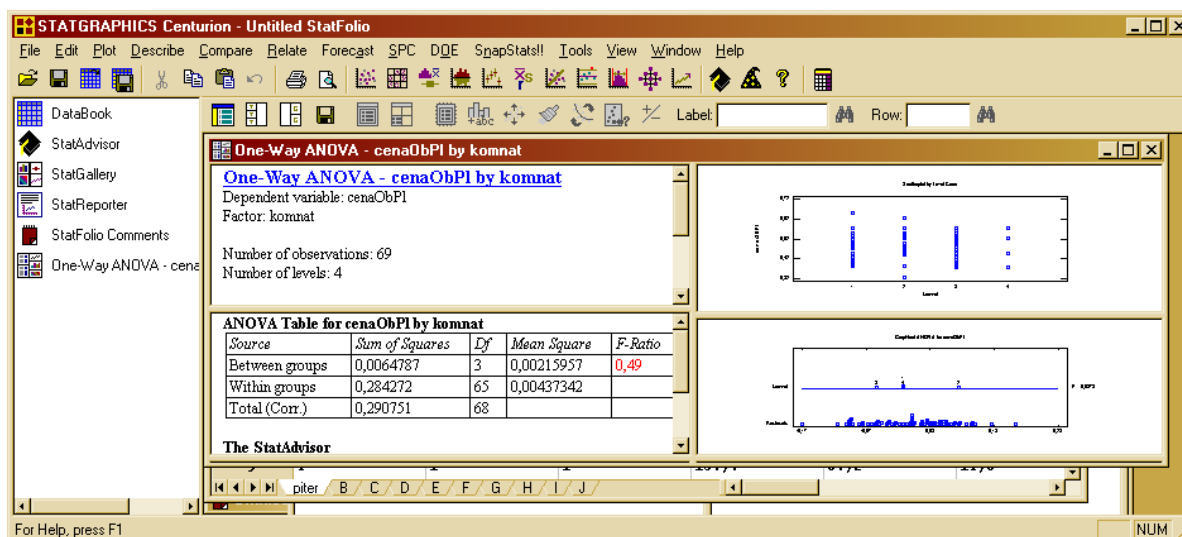 STATGRAPHICS Centurion - Untitled StatFolio
File Edit Plot Describe Compare Relate Forecast SPC DOE SnapStats!! Tools View Window Help
Label: Row:
DataBook
StatAdvisor
StatGallery
StatReporter
StatFolio Comments
One-Way ANOVA - cena
One-Way ANOVA - cenaObPl by komnat
One-Way ANOVA - cenaObPl by komnat
Dependent variable: cenaObPl
Factor: komnat
Number of observations: 69
Number of levels: 4
ANOVA Table for cenaObPl by komnat
Source Sum of Squares Df Mean Square F-Ratio
Between groups 0,0064787 3 0,00215957 0,49
Within groups 0,284272 65 0,00437342
Total (Corr.) 0,290751 68
The StatAdvisor
piter B C D E F G H I J
For Help, press F1
NUM